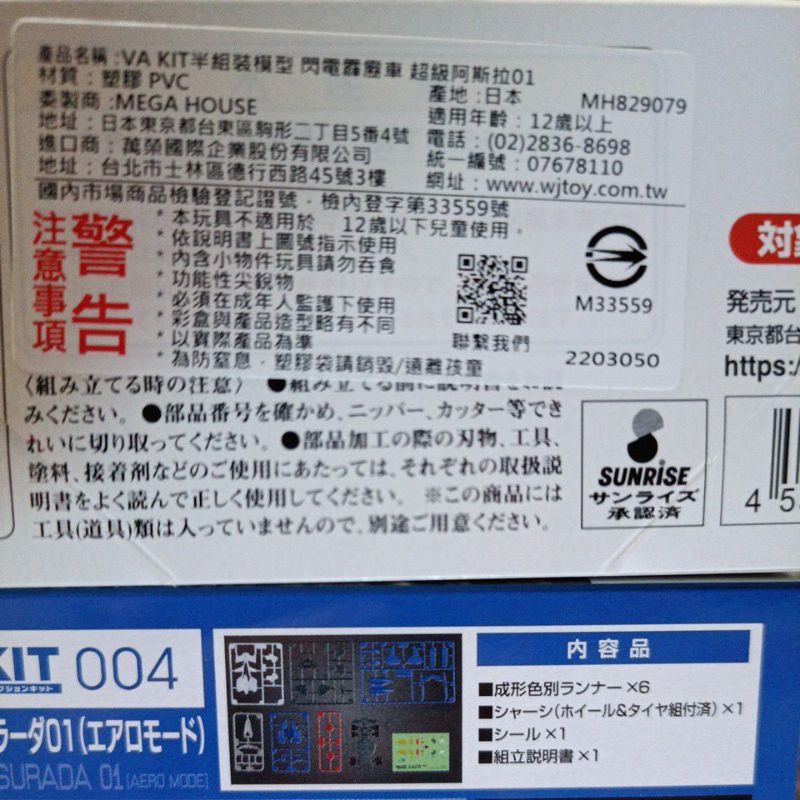 產品名稱：VA KIT半組裝模型 閃電霹靂車 超級阿斯拉01
材質：塑膠 PVC
產地：日本 MH829079
委製商：MEGA HOUSE
適用年齡：12歲以上
地址：日本東京都台東區駒形二丁目5番4號
電話：(02)2836-8698
進口商：萬榮國際企業股份有限公司
統一編號：07678110
地址：台北市士林區德行西路45號3樓
網址：www.wjtoy.com.tw
國內市場商品檢驗登記證號，檢內登字第33559號
警告
注意事項
* 本玩具不適用於 12歲以下兒童使用。
* 依說明書上圖號指示使用
* 內含小物件玩具請勿吞食
* 功能性尖銳物
* 必須在成年人監護下使用
* 彩盒與產品造型略有不同
* 以實際產品為準
* 為防窒息，塑膠袋請銷毀/遠離孩童
聯繫我們
M33559
2203050
対象
発売元
東京都台
https:/
〈組み立てる時の注意〉●組み立てる前に説明書をお読
みください。●部品番号を確かめ、ニッパー、カッター等でき
れいに切り取ってください。●部品加工の際の刃物、工具、
塗料、接着剤などのご使用にあたっては、それぞれの取扱説
明書をよく読んで正しく使用してください。※この商品には
工具(道具)類は入っていませんので、別途ご用意ください。
SUNRISE
サンライズ
承認済
4 5
KIT 004
クションキット
ラーダ01(エアロモード)
SURADA 01 (AERO MODE)
内容品
■成形色別ランナー×6
■シャーシ(ホイール&タイヤ組付済)×1
■シール×1
■組立説明書×1